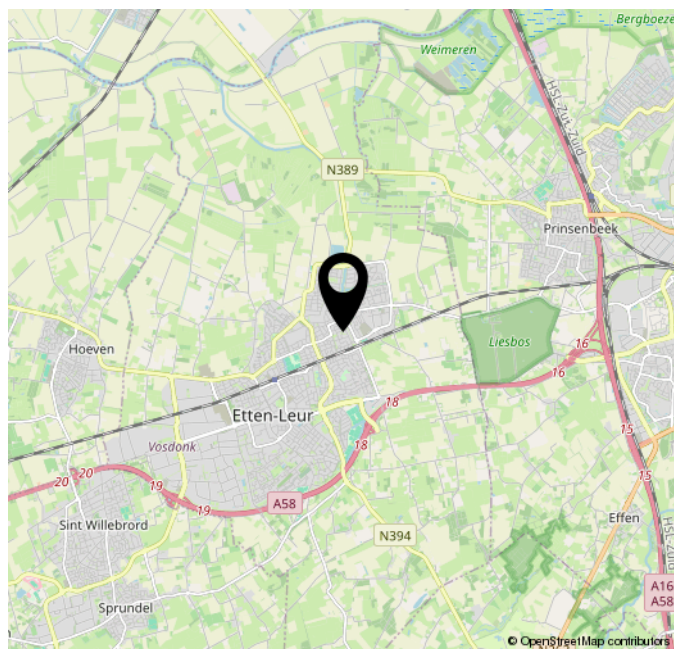 Bergboeze
Weimeren
HSL-Zuid
N389
Prinsenbeek
Hoeven
Liesbos
16
16
Etten-Leur
18
18
Vosdonk
15
20
20
19
19
15
A58
Sint Willebrord
Effen
N394
A16
A58
Sprundel
© OpenStreetMap contributors